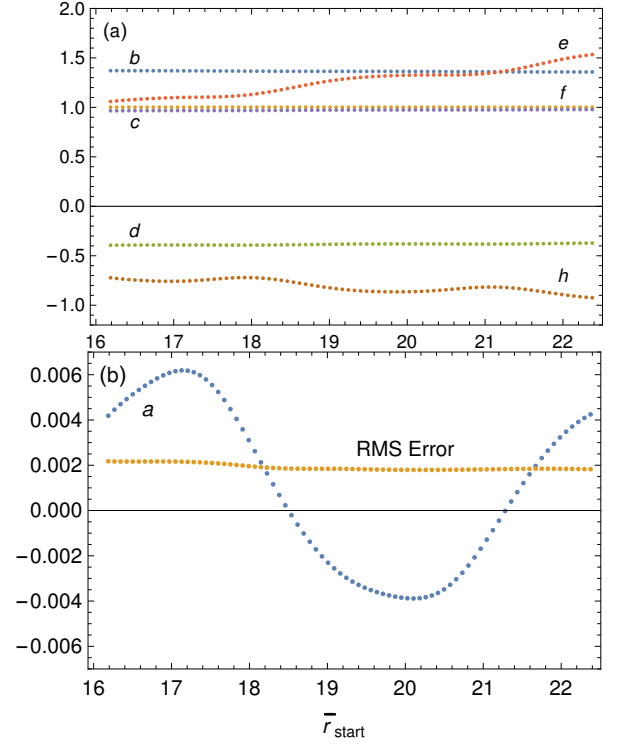 (a)
2.0
1.5
1.0
0.5
0.0
−0.5
−1.0
b
e
f
c
d
h
16 17 18 19 20 21 22
(b)
0.006
0.004
0.002
0.000
−0.002
−0.004
−0.006
a
RMS Error
16 17 18 19 20 21 22
r̄ start